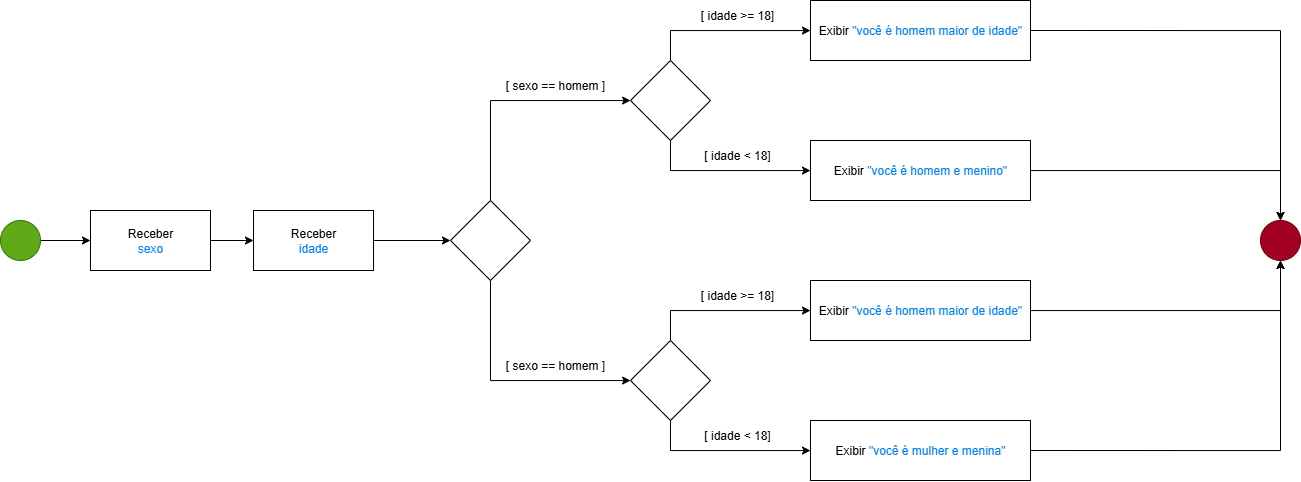 [ idade >= 18]
Exibir "você é homem maior de idade"
[ sexo == homem ]
[ idade < 18]
Exibir "você é homem e menino"
Receber
sexo
Receber
idade
[ idade >= 18]
Exibir "você é homem maior de idade"
[ sexo == homem ]
[ idade < 18]
Exibir "você é mulher e menina"